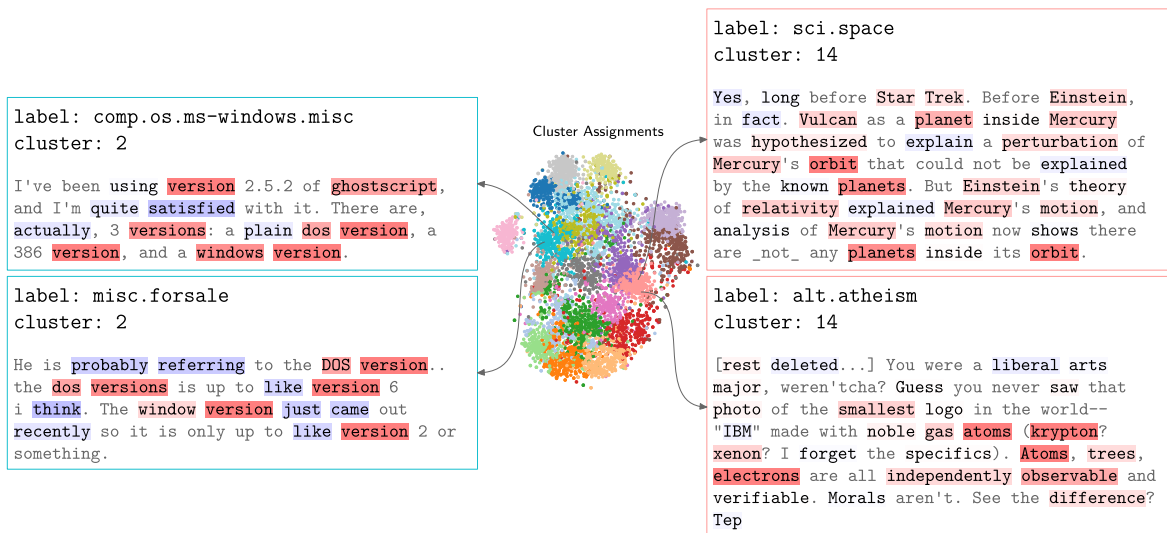 label: comp.os.ms-windows.misc
cluster: 2
I've been using version 2.5.2 of ghostscript,
and I'm quite satisfied with it. There are,
actually, 3 versions: a plain dos version, a
386 version, and a windows version.
label: misc.forsale
cluster: 2
He is probably referring to the DOS version..
the dos versions is up to like version 6
i think. The window version just came out
recently so it is only up to like version 2 or
something.
Cluster Assignments
label: sci.space
cluster: 14
Yes, long before Star Trek. Before Einstein,
in fact. Vulcan as a planet inside Mercury
was hypothesized to explain a perturbation of
Mercury's orbit that could not be explained
by the known planets. But Einstein's theory
of relativity explained Mercury's motion, and
analysis of Mercury's motion now shows there
are _not_ any planets inside its orbit.
label: alt.atheism
cluster: 14
[rest deleted...] You were a liberal arts
major, weren'tcha? Guess you never saw that
photo of the smallest logo in the world--
"IBM" made with noble gas atoms (krypton?
xenon? I forget the specifics). Atoms, trees,
electrons are all independently observable and
verifiable. Morals aren't. See the difference?
Tep